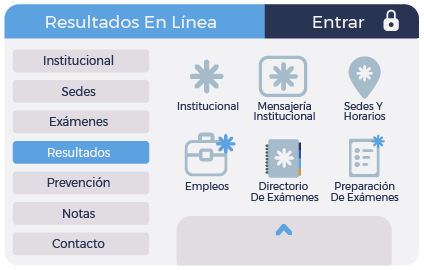 Resultados En Línea
Entrar
Institucional
Sedes
Exámenes
Resultados
Prevención
Notas
Contacto
Institucional
Mensajería
Institucional
Sedes Y
Horarios
Empleos
Directorio
De Exámenes
Preparación
De Exámenes